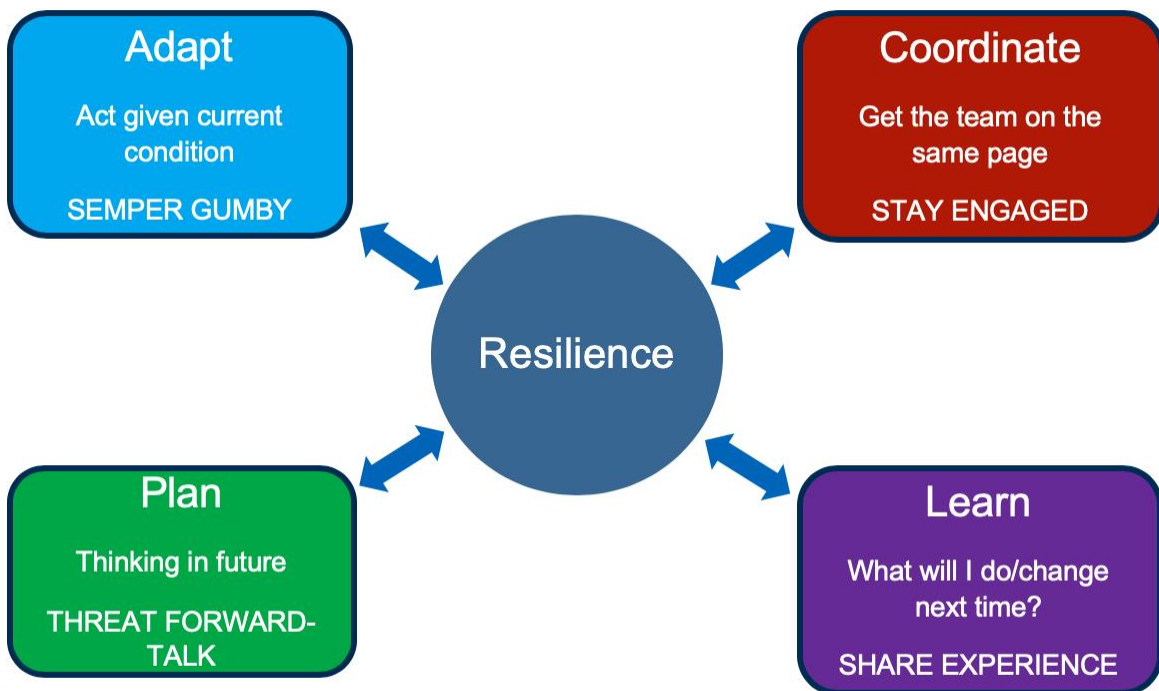 Adapt
Act given current
condition
SEMPER GUMBY
Coordinate
Get the team on the
same page
STAY ENGAGED
Resilience
Plan
Thinking in future
THREAT FORWARD-
TALK
Learn
What will I do/change
next time?
SHARE EXPERIENCE